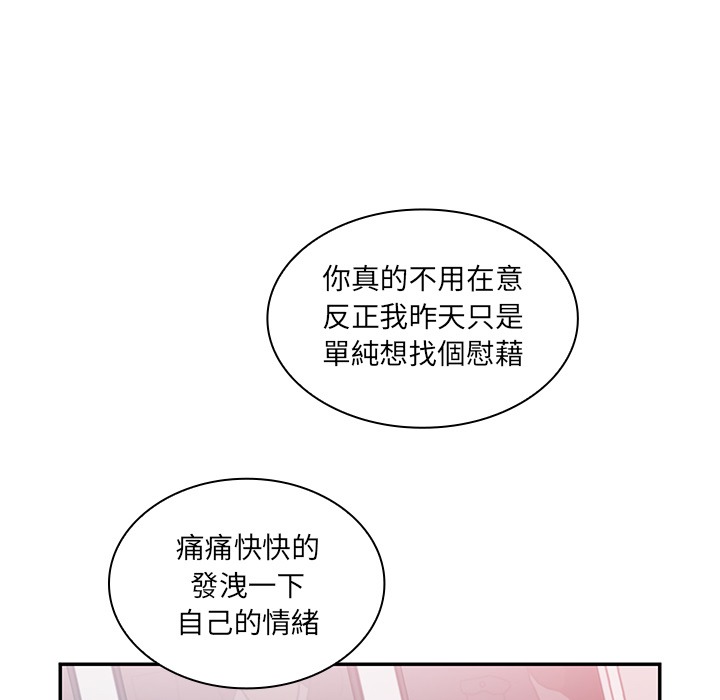 你真的不用在意
反正我昨天只是
單純想找個慰藉
痛痛快快的
發洩一下
自己的情緒